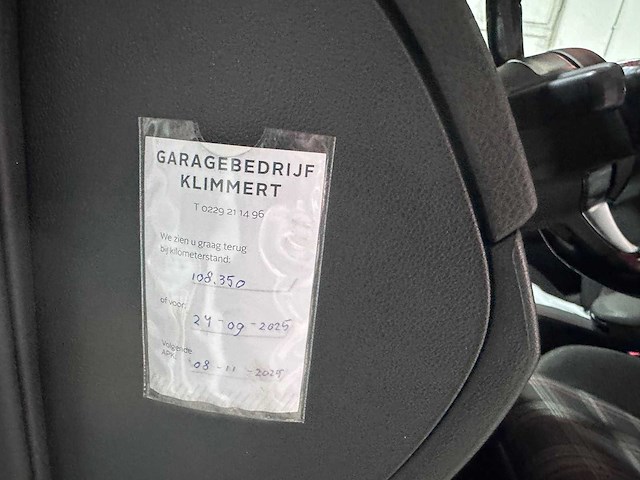 GARAGEBEDRIJF
KLIMMERT
T 0229 21 14 96
We zien u graag terug
bij kilometerstand:
108.350
of voor:
24-09-2025
Volgende
APK:
08-11-2025